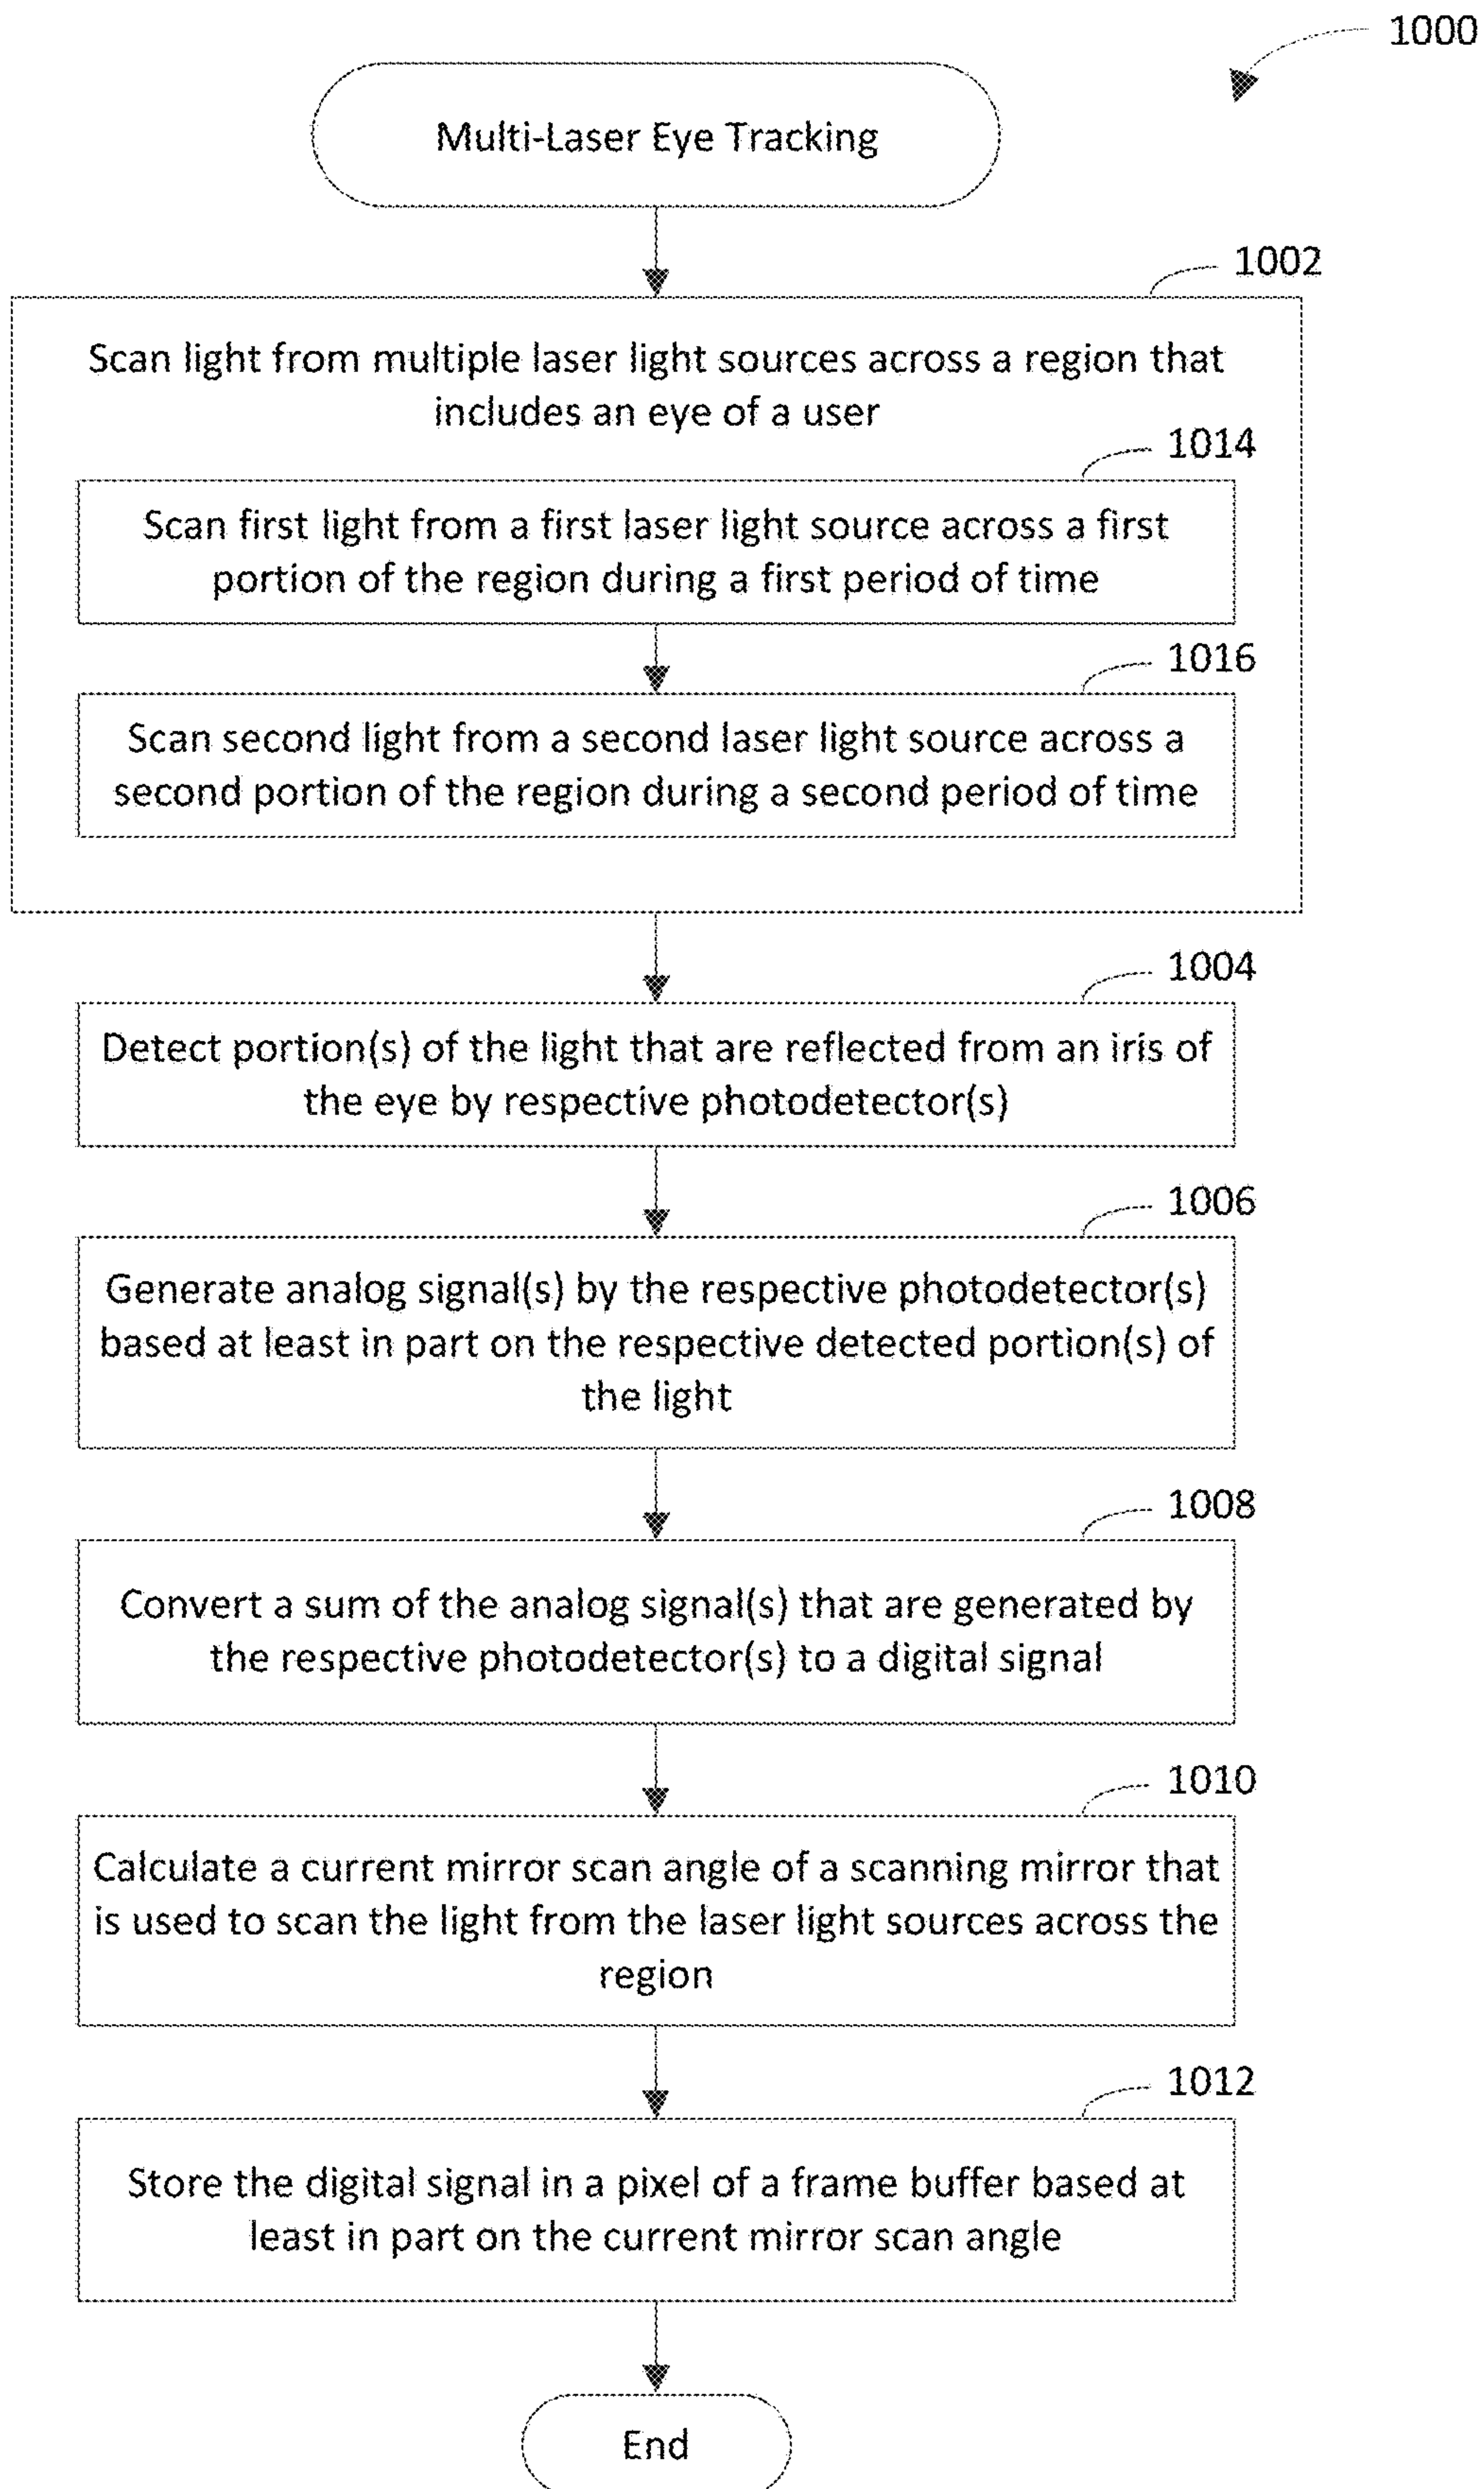 1000
Multi-Laser Eye Tracking
1002
Scan light from multiple laser light sources across a region that
includes an eye of a user
1014
Scan first light from a first laser light source across a first
portion of the region during a first period of time
1016
Scan second light from a second laser light source across a
second portion of the region during a second period of time
1004
Detect portion(s) of the light that are reflected from an iris of
the eye by respective photodetector(s)
1006
Generate analog signal(s) by the respective photodetector(s)
based at least in part on the respective detected portion(s) of
the light
1008
Convert a sum of the analog signal(s) that are generated by
the respective photodetector(s) to a digital signal
1010
Calculate a current mirror scan angle of a scanning mirror that
is used to scan the light from the laser light sources across the
region
1012
Store the digital signal in a pixel of a frame buffer based at
least in part on the current mirror scan angle
End